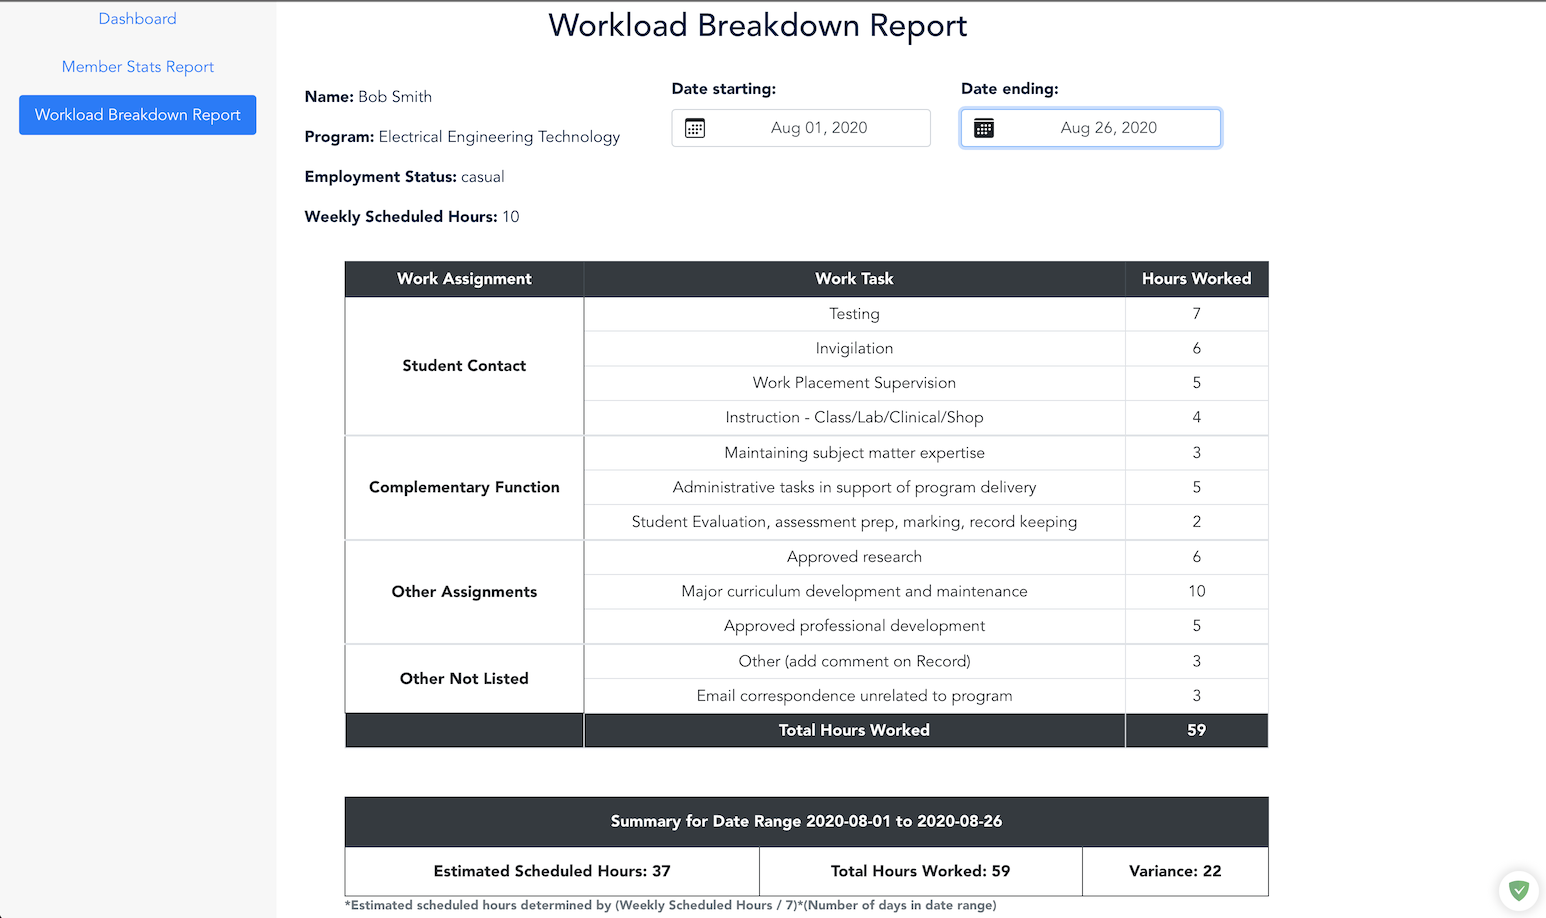 Dashboard
Member Stats Report
Workload Breakdown Report
Workload Breakdown Report
Name: Bob Smith
Program: Electrical Engineering Technology
Employment Status: casual
Weekly Scheduled Hours: 10
Date starting:
Aug 01, 2020
Date ending:
Aug 26, 2020
Work Assignment Work Task Hours Worked
Student Contact
Testing 7
Invigilation 6
Work Placement Supervision 5
Instruction - Class/Lab/Clinical/Shop 4
Complementary Function
Maintaining subject matter expertise 3
Administrative tasks in support of program delivery 5
Student Evaluation, assessment prep, marking, record keeping 2
Other Assignments
Approved research 6
Major curriculum development and maintenance 10
Approved professional development 5
Other Not Listed
Other (add comment on Record) 3
Email correspondence unrelated to program 3
Total Hours Worked 59
Summary for Date Range 2020-08-01 to 2020-08-26
Estimated Scheduled Hours: 37 Total Hours Worked: 59 Variance: 22
*Estimated scheduled hours determined by (Weekly Scheduled Hours / 7)*(Number of days in date range)